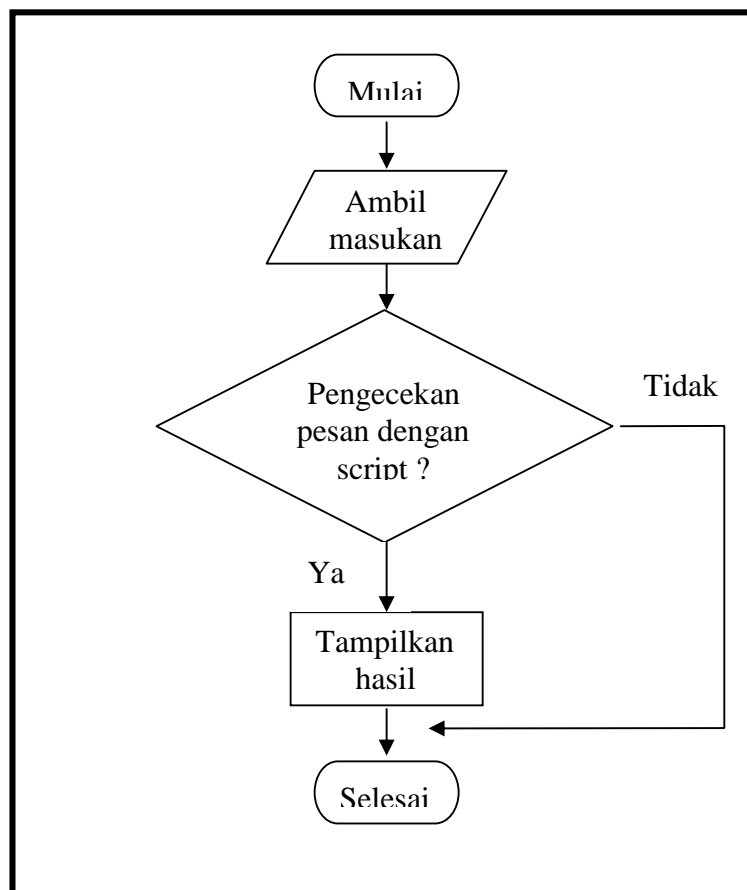 Mulai
Ambil
masukan
Pengecekan
pesan dengan
script ?
Tidak
Ya
Tampilkan
hasil
Selesai